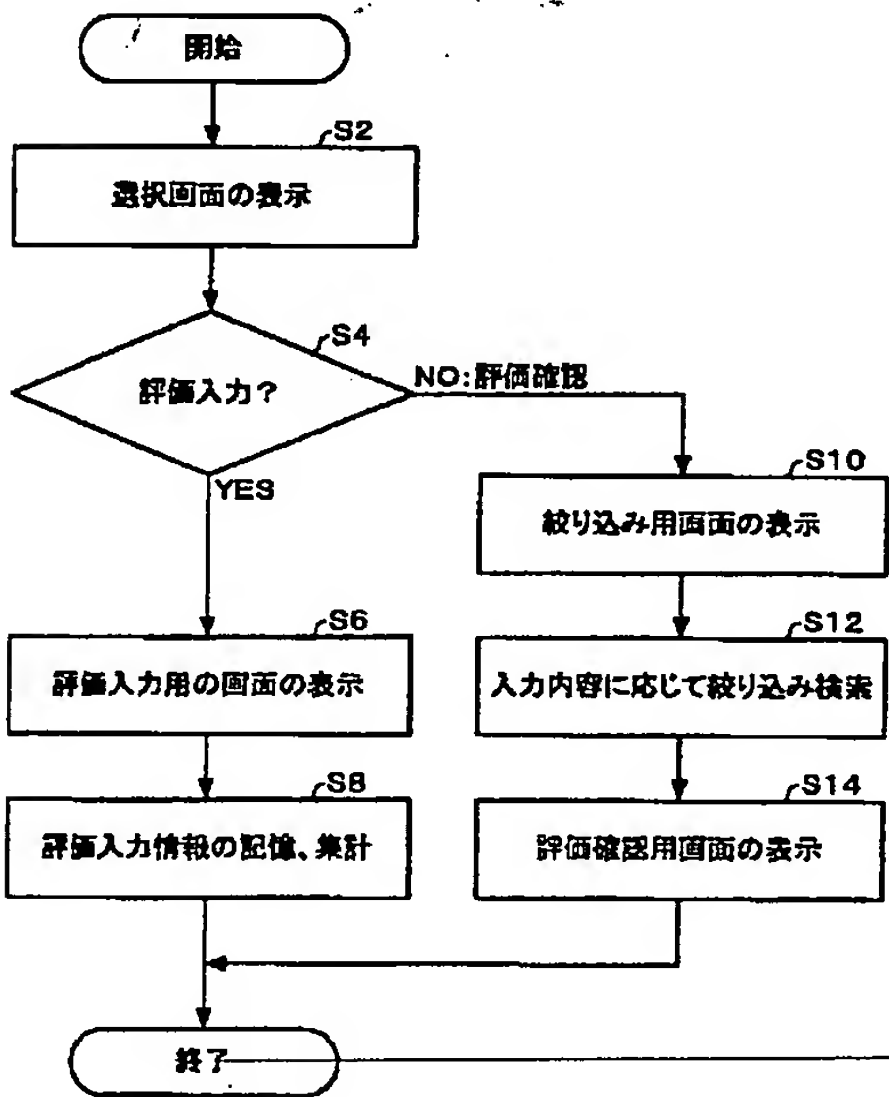 開始
S2
選択画面の表示
S4
評価入力？
NO:評価確認
YES
S10
絞り込み用画面の表示
S6
評価入力用の画面の表示
S12
入力内容に応じて絞り込み検索
S8
評価入力情報の記憶、集計
S14
評価確認用画面の表示
終了